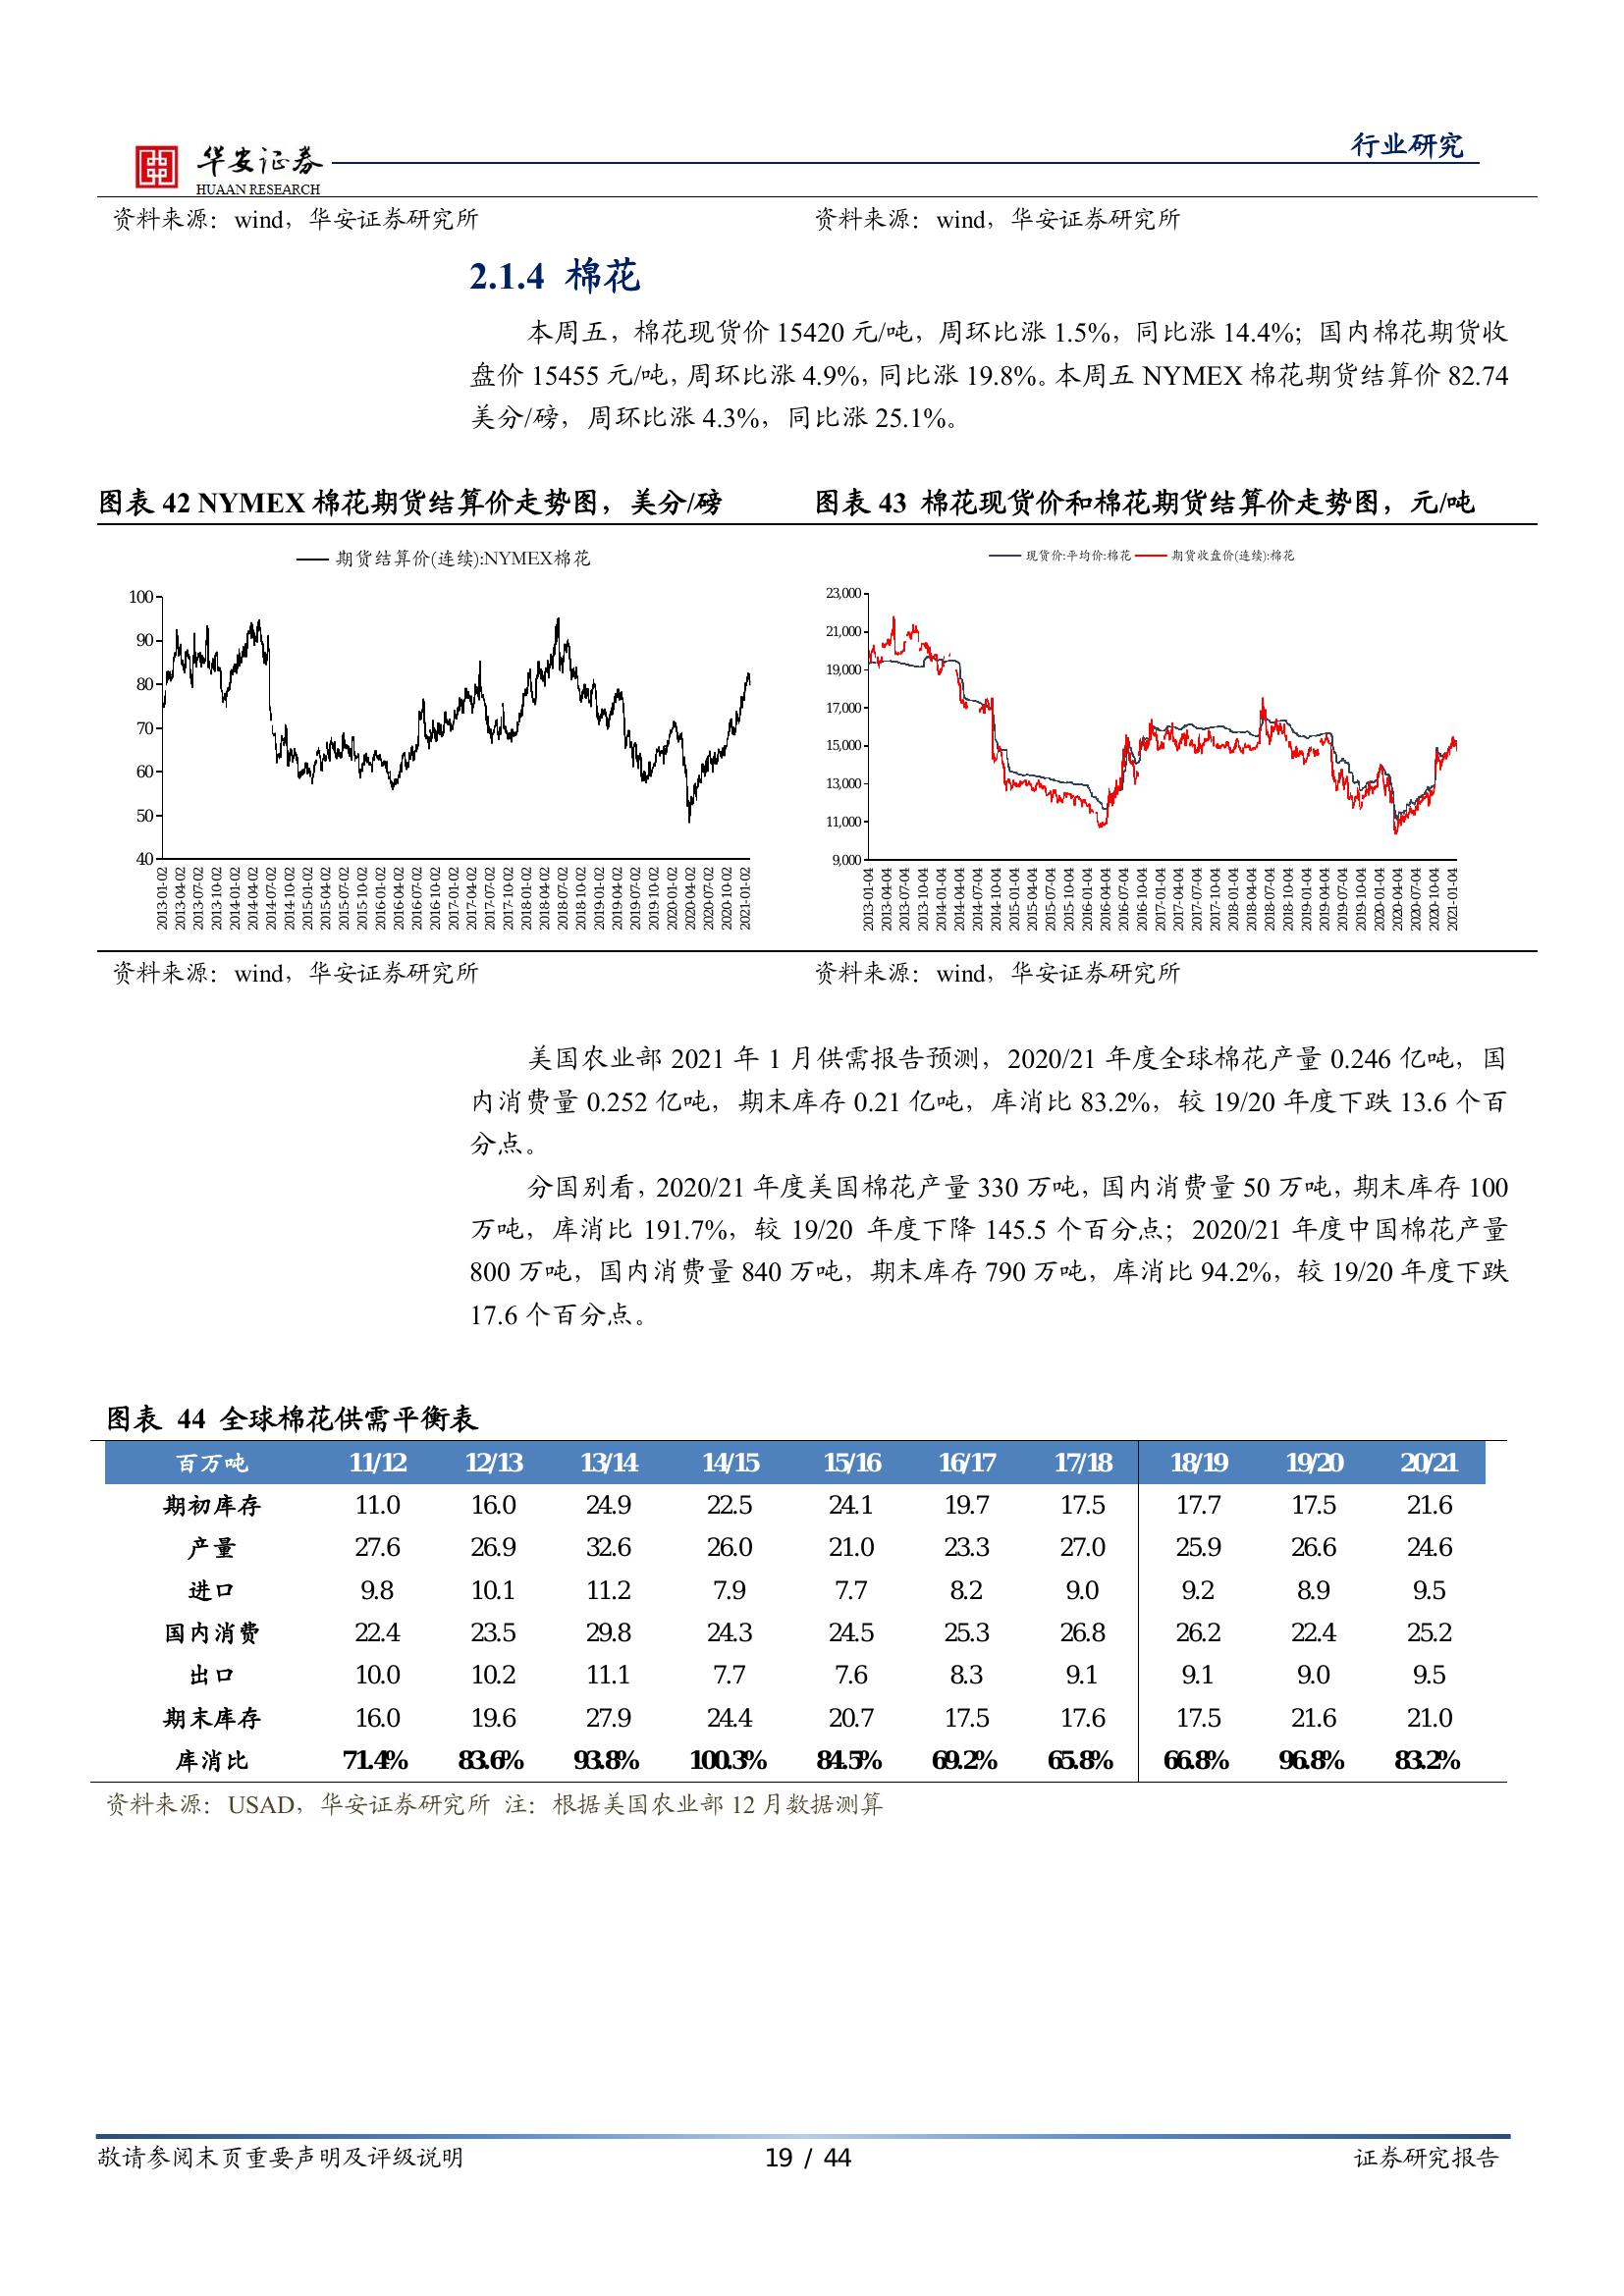 华安证券
HUAAN RESEARCH
行业研究
资料来源：wind，华安证券研究所
资料来源：wind，华安证券研究所
2.1.4 棉花
本周五，棉花现货价 15420 元/吨，周环比涨 1.5%，同比涨 14.4%；国内棉花期货收
盘价 15455 元/吨，周环比涨 4.9%，同比涨 19.8%。本周五 NYMEX 棉花期货结算价 82.74
美分/磅，周环比涨 4.3%，同比涨 25.1%。
图表 42 NYMEX 棉花期货结算价走势图，美分/磅
图表 43 棉花现货价和棉花期货结算价走势图，元/吨
期货结算价(连续):NYMEX棉花
100
90
80
70
60
50
40
2013-01-02 2013-04-02 2013-07-02 2013-10-02 2014-01-02 2014-04-02 2014-07-02 2014-10-02 2015-01-02 2015-04-02 2015-07-02 2015-10-02 2016-01-02 2016-04-02 2016-07-02 2016-10-02 2017-01-02 2017-04-02 2017-07-02 2017-10-02 2018-01-02 2018-04-02 2018-07-02 2018-10-02 2019-01-02 2019-04-02 2019-07-02 2019-10-02 2020-01-02 2020-04-02 2020-07-02 2020-10-02 2021-01-02
现货价:平均价:棉花 期货收盘价(连续):棉花
23,000
21,000
19,000
17,000
15,000
13,000
11,000
9,000
2013-01-04 2013-04-04 2013-07-04 2013-10-04 2014-01-04 2014-04-04 2014-07-04 2014-10-04 2015-01-04 2015-04-04 2015-07-04 2015-10-04 2016-01-04 2016-04-04 2016-07-04 2016-10-04 2017-01-04 2017-04-04 2017-07-04 2017-10-04 2018-01-04 2018-04-04 2018-07-04 2018-10-04 2019-01-04 2019-04-04 2019-07-04 2019-10-04 2020-01-04 2020-04-04 2020-07-04 2020-10-04 2021-01-04
资料来源：wind，华安证券研究所
资料来源：wind，华安证券研究所
美国农业部 2021 年 1 月供需报告预测，2020/21 年度全球棉花产量 0.246 亿吨，国
内消费量 0.252 亿吨，期末库存 0.21 亿吨，库消比 83.2%，较 19/20 年度下跌 13.6 个百
分点。
分国别看，2020/21 年度美国棉花产量 330 万吨，国内消费量 50 万吨，期末库存 100
万吨，库消比 191.7%，较 19/20 年度下降 145.5 个百分点；2020/21 年度中国棉花产量
800 万吨，国内消费量 840 万吨，期末库存 790 万吨，库消比 94.2%，较 19/20 年度下跌
17.6 个百分点。
图表 44 全球棉花供需平衡表
百万吨 11/12 12/13 13/14 14/15 15/16 16/17 17/18 18/19 19/20 20/21
期初库存 11.0 16.0 24.9 22.5 24.1 19.7 17.5 17.7 17.5 21.6
产量 27.6 26.9 32.6 26.0 21.0 23.3 27.0 25.9 26.6 24.6
进口 9.8 10.1 11.2 7.9 7.7 8.2 9.0 9.2 8.9 9.5
国内消费 22.4 23.5 29.8 24.3 24.5 25.3 26.8 26.2 22.4 25.2
出口 10.0 10.2 11.1 7.7 7.6 8.3 9.1 9.1 9.0 9.5
期末库存 16.0 19.6 27.9 24.4 20.7 17.5 17.6 17.5 21.6 21.0
库消比 71.4% 83.6% 93.8% 100.3% 84.5% 69.2% 65.8% 66.8% 96.8% 83.2%
资料来源：USAD，华安证券研究所 注：根据美国农业部 12 月数据测算
敬请参阅末页重要声明及评级说明
19 / 44
证券研究报告